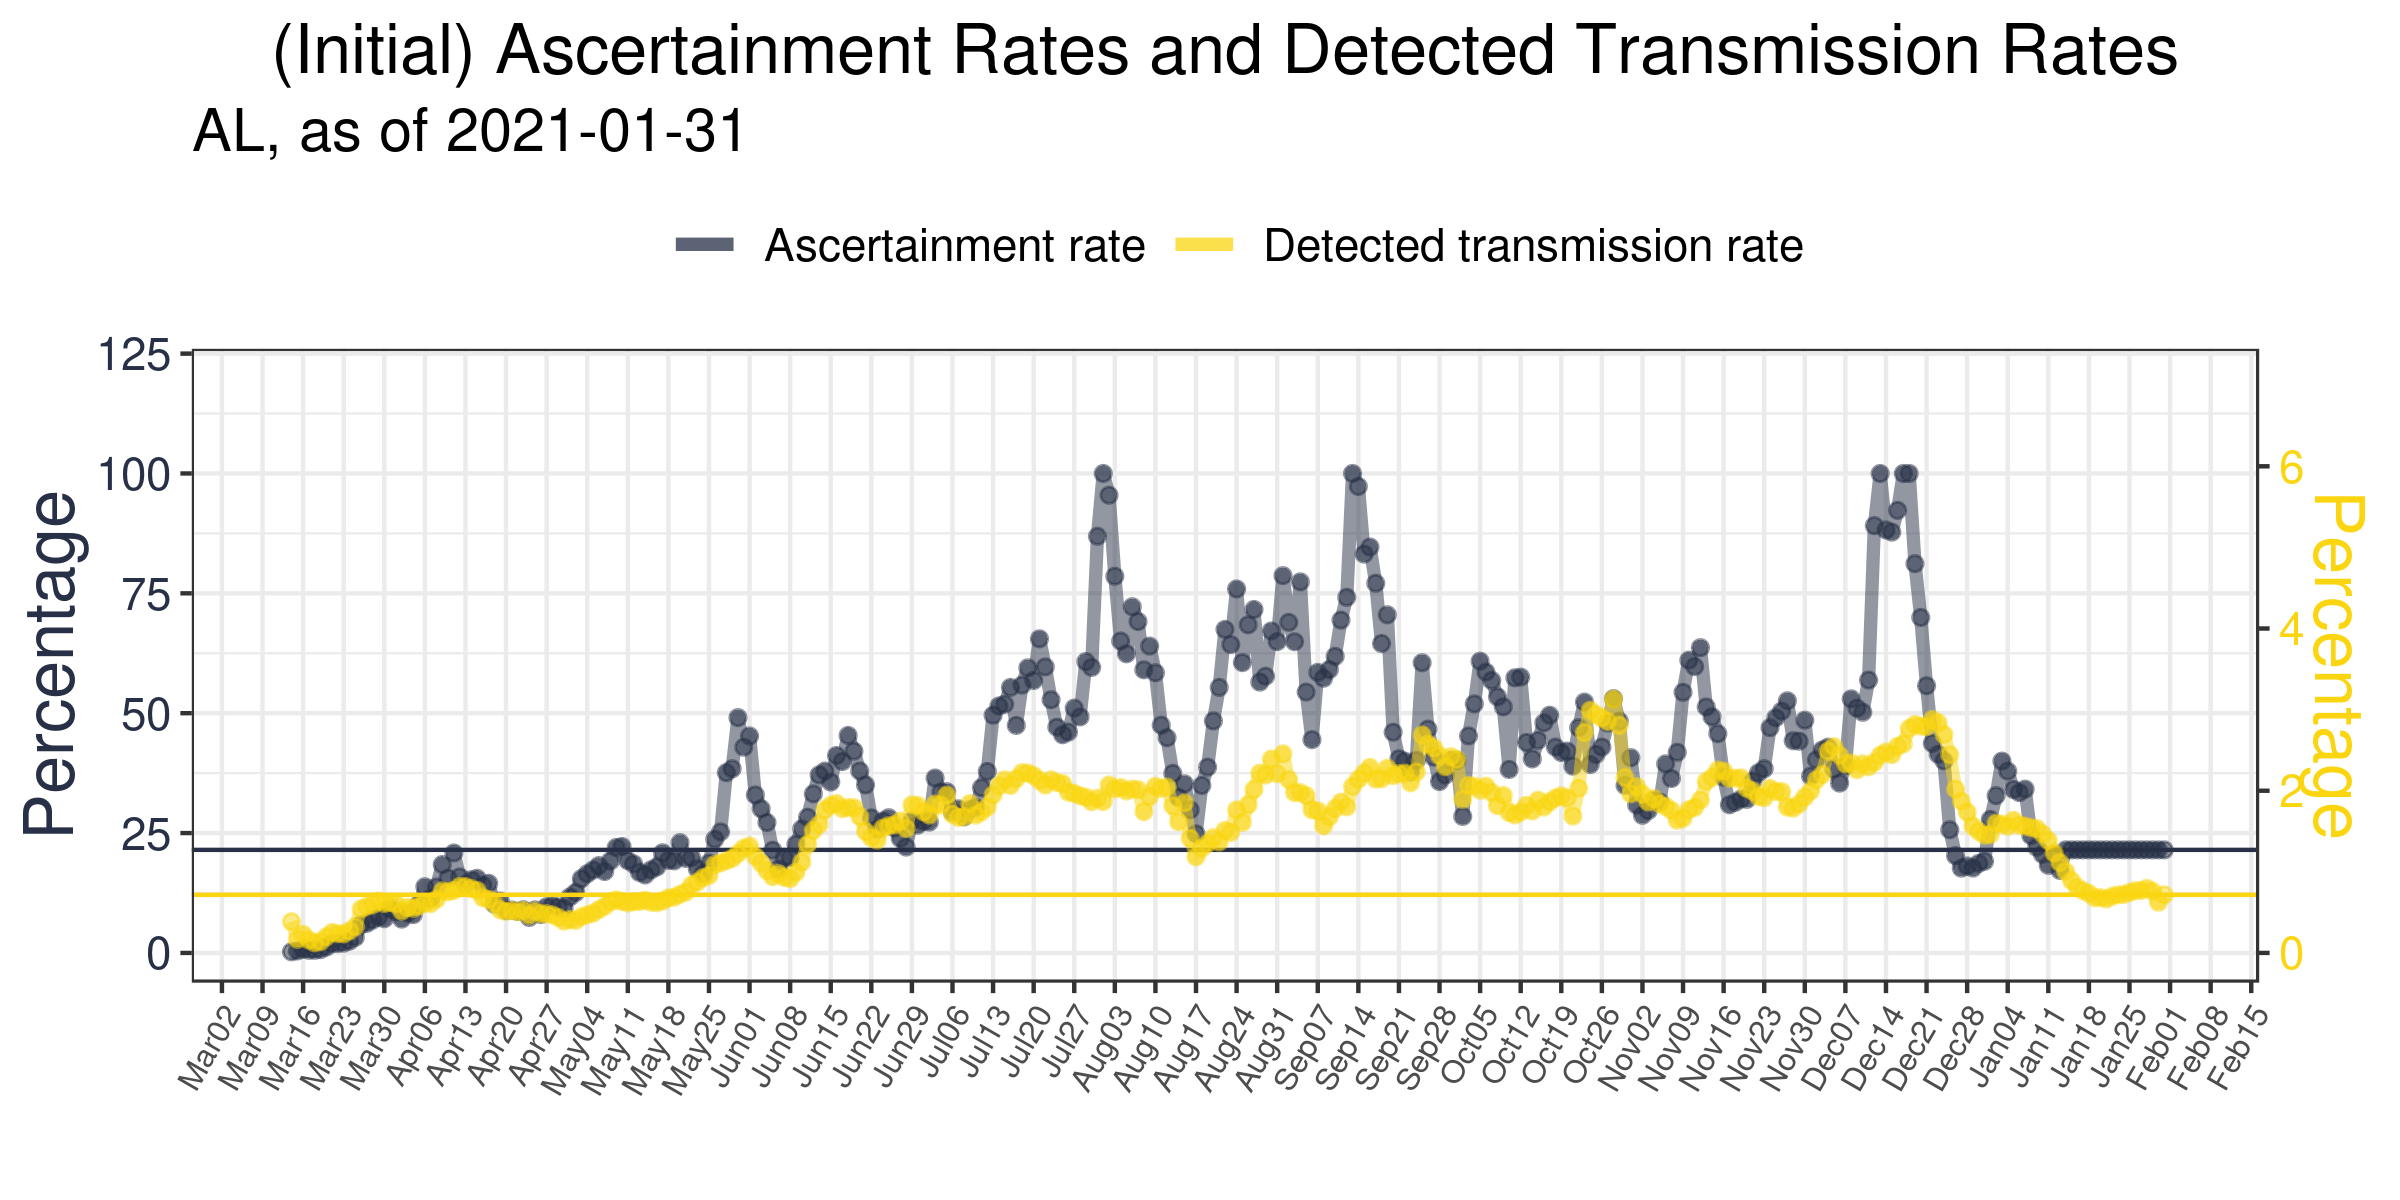 (Initial) Ascertainment Rates and Detected Transmission Rates
AL, as of 2021-01-31
Ascertainment rate
Detected transmission rate
Percentage
125
100
75
50
25
0
6
4
2
0
Percentage
Mar02
Mar09
Mar16
Mar23
Mar30
Apr06
Apr13
Apr20
Apr27
May04
May11
May18
May25
Jun01
Jun08
Jun15
Jun22
Jun29
Jul06
Jul13
Jul20
Jul27
Aug03
Aug10
Aug17
Aug24
Aug31
Sep07
Sep14
Sep21
Sep28
Oct05
Oct12
Oct19
Oct26
Nov02
Nov09
Nov16
Nov23
Nov30
Dec07
Dec14
Dec21
Dec28
Jan04
Jan11
Jan18
Jan25
Feb01
Feb08
Feb15